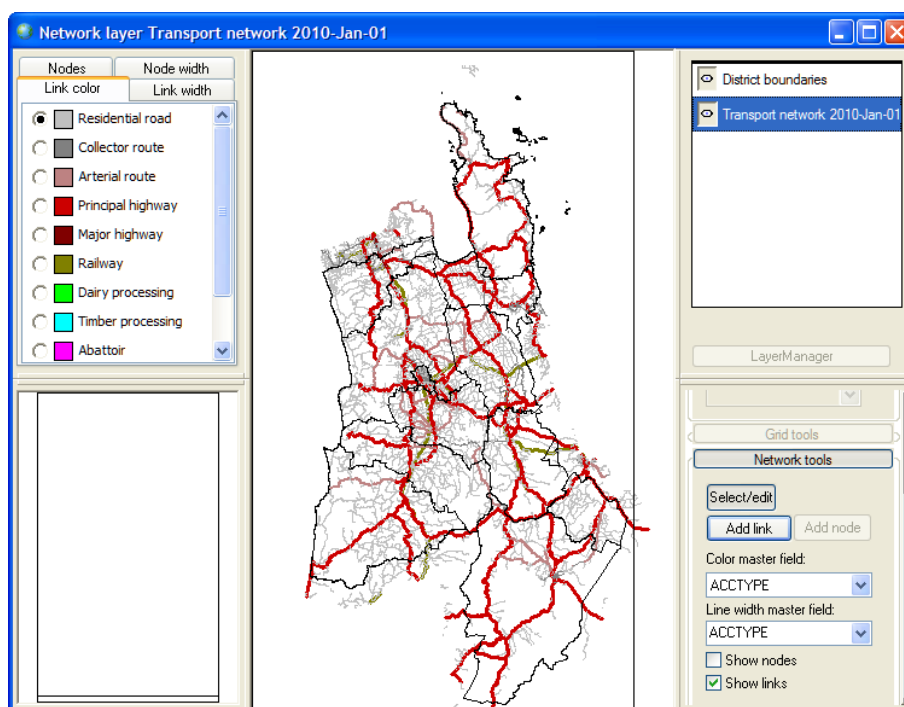 Network layer Transport network 2010-Jan-01
Nodes
Node width
Link color
Link width
Residential road
Collector route
Arterial route
Principal highway
Major highway
Railway
Dairy processing
Timber processing
Abattoir
District boundaries
Transport network 2010-Jan-01
LayerManager
Grid tools
Network tools
Select/edit
Add link
Add node
Color master field:
ACCTYPE
Line width master field:
ACCTYPE
Show nodes
Show links